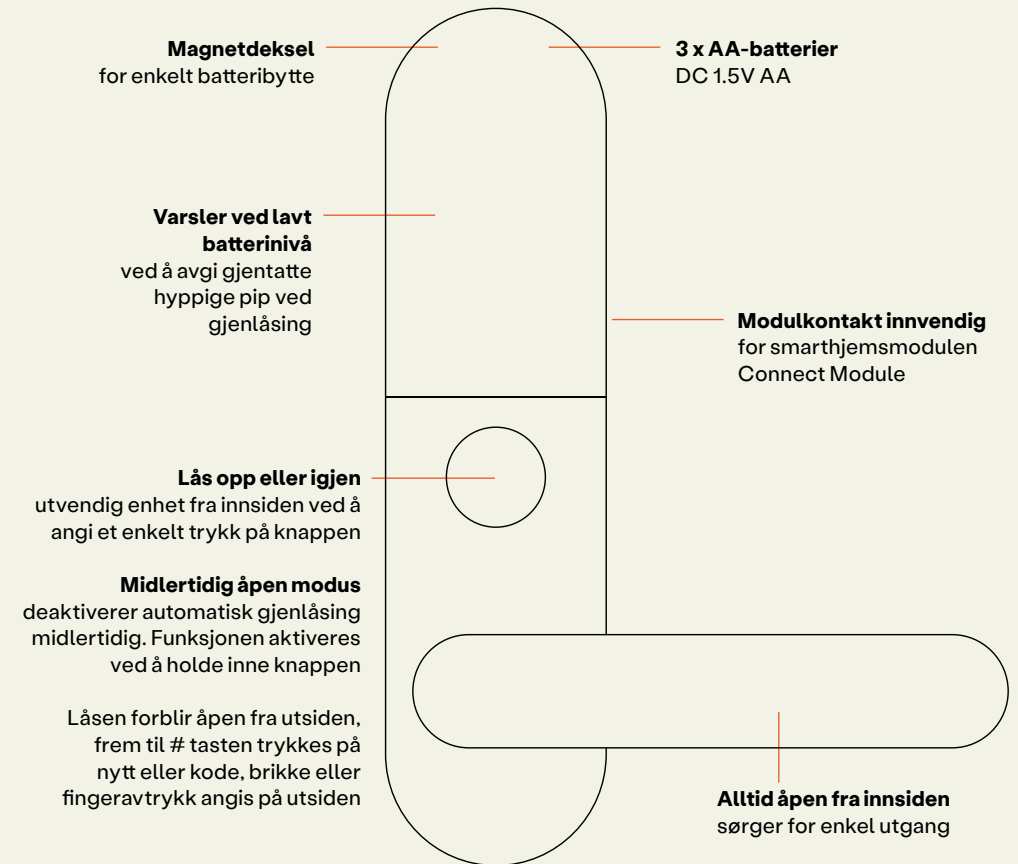 Magnetdeksel
for enkelt batteribytte
3 x AA-batterier
DC 1.5V AA
Varsler ved lavt
batterinivå
ved å avgi gjentatte
hyppige pip ved
gjenlåsing
Modulkontakt innvendig
for smarthjemsmodulen
Connect Module
Lås opp eller igjen
utvendig enhet fra innsiden ved å
angi et enkelt trykk på knappen
Midlertidig åpen modus
deaktiverer automatisk gjenlåsing
midlertidig. Funksjonen aktiveres
ved å holde inne knappen
Låsen forblir åpen fra utsiden,
frem til # tasten trykkes på
nytt eller kode, brikke eller
fingeravtrykk angis på utsiden
Alltid åpen fra innsiden
sørger for enkel utgang